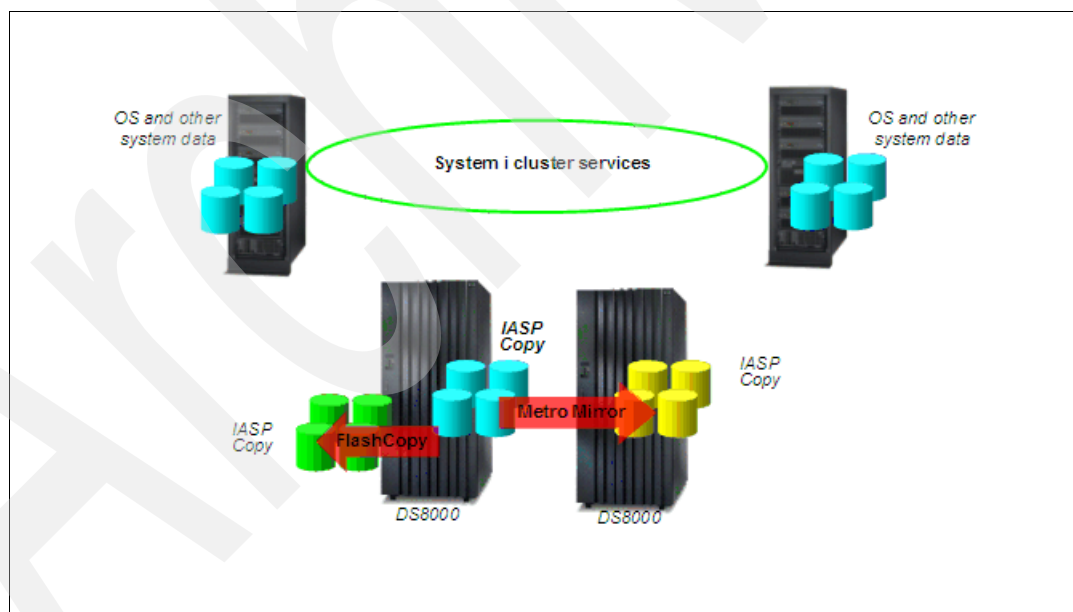 OS and other
system data
System i cluster services
OS and other
system data
IASP
Copy
IASP
Copy
Metro Mirror
FlashCopy
IASP
Copy
DS8000
DS8000